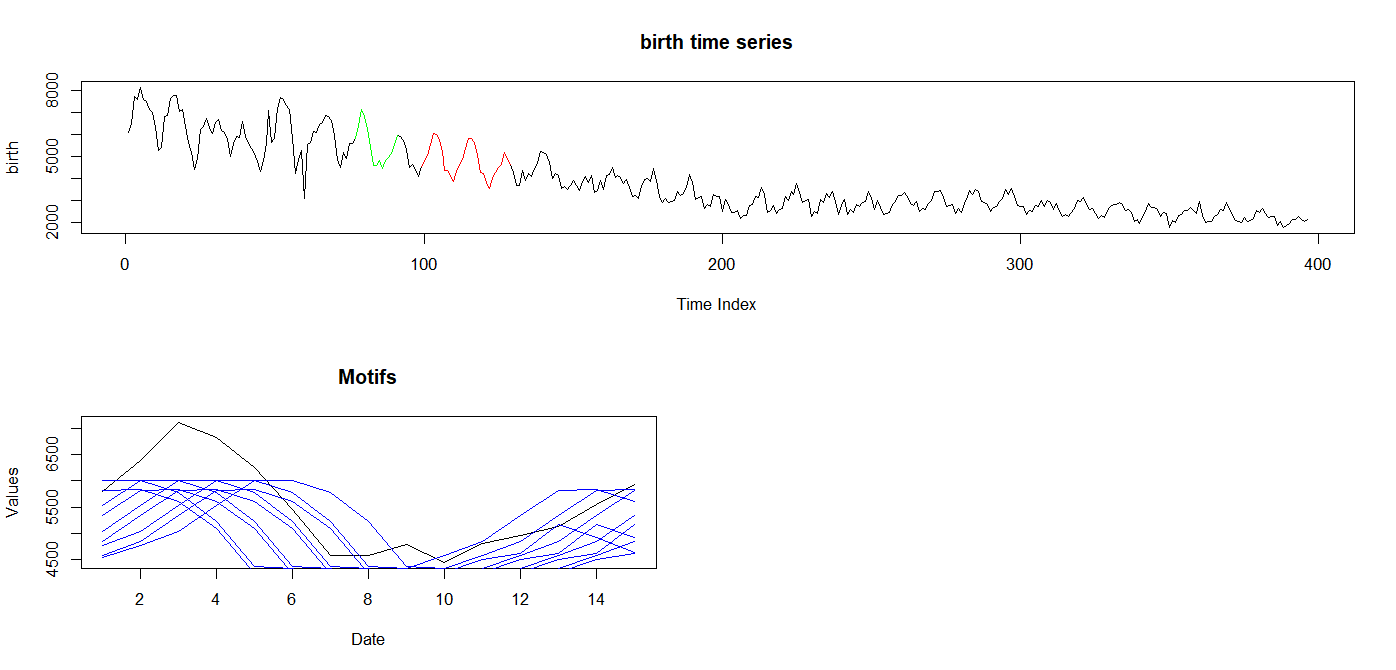 birth time series
8000
5000
2000
birth
0 100 200 300 400
Time Index
Motifs
6500
5500
4500
Values
2 4 6 8 10 12 14
Date